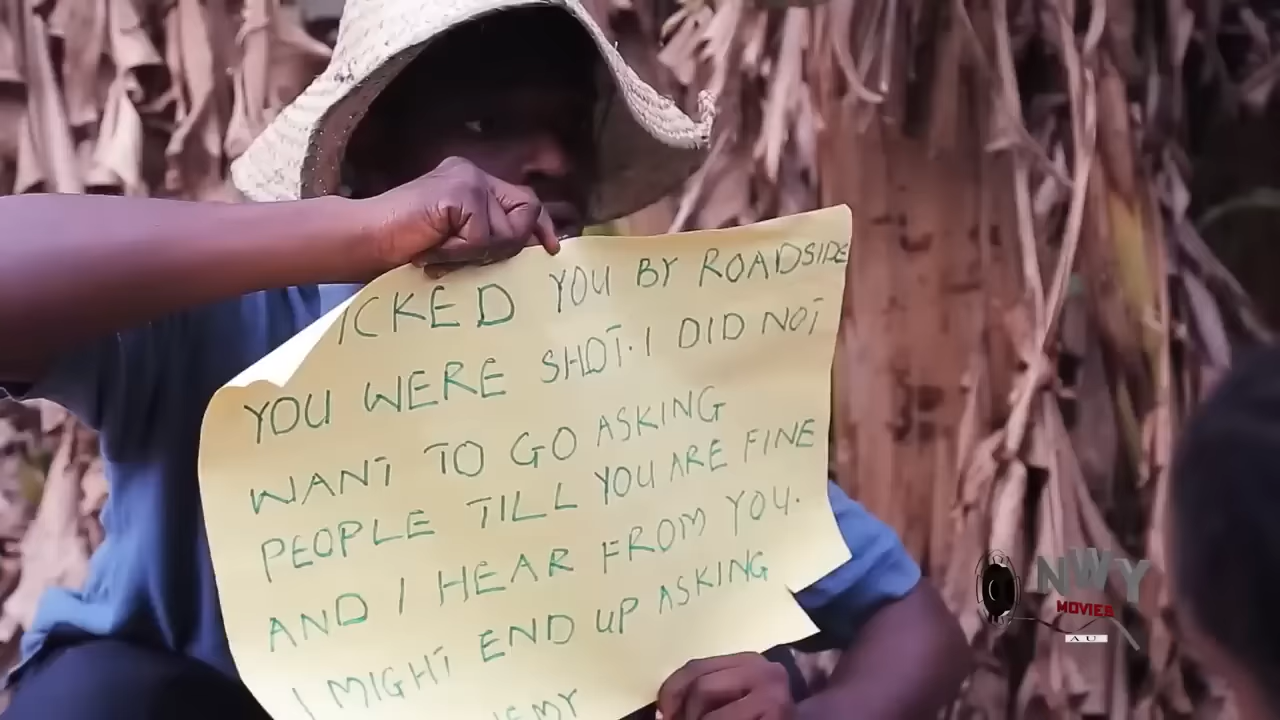 ICKED YOU BY ROADSIDE
YOU WERE SHOT. I DID NOT
WANT TO GO ASKING
PEOPLE TILL YOU ARE FINE
AND I HEAR FROM YOU.
I MIGHT END UP ASKING
EMY
NWY
MOVIES
AU